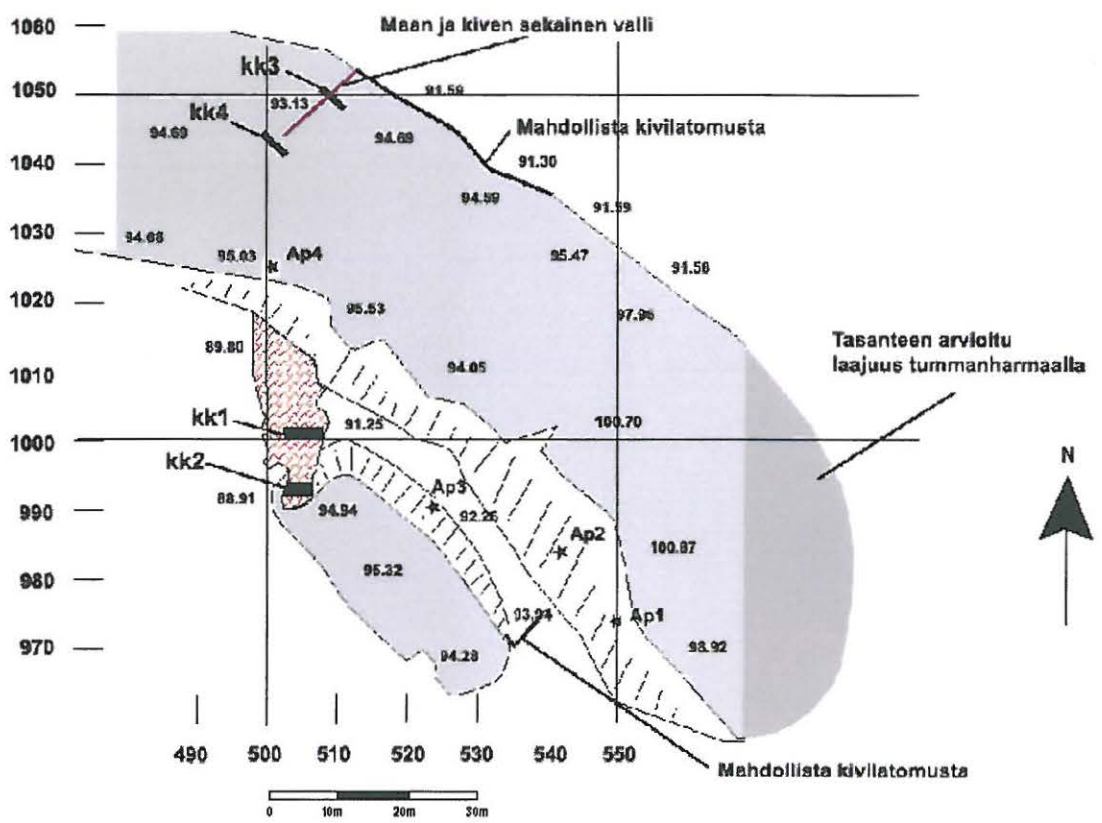 1060
Maan ja kiven sekainen valli
kk3
1050
93.13
91.59
kk4
94.69
94.69
Mahdollista kivilatomusta
1040
91.30
94.59
91.59
1030
94.68
95.03
Ap4
95.47
91.56
1020
95.53
97.95
89.80
Tasanteen arvioitu
laajuus tummanharmaalla
1010
94.05
kk1
91.25
100.70
1000
kk2
N
88.91
Ap3
990
94.94
92.26
Ap2
980
95.32
100.87
93.94
Ap1
970
94.28
98.92
490
500
510
520
530
540
550
Mahdollista kivilatomusta
0
10m
20m
30m